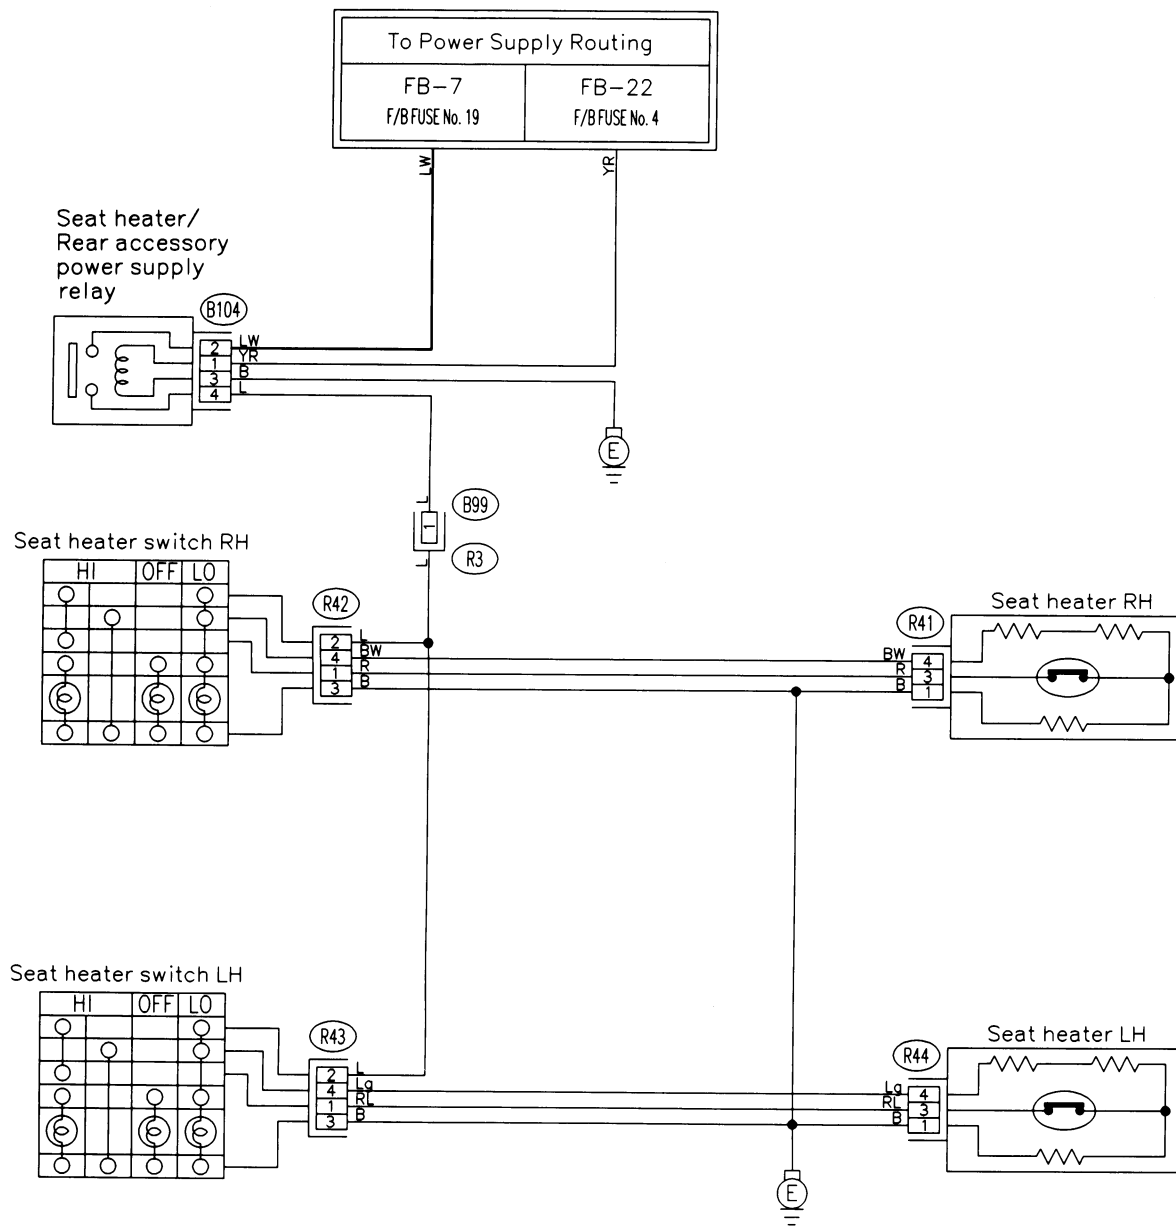 To Power Supply Routing
FB-7
F/B FUSE No. 19
FB-22
F/B FUSE No. 4
LW
YR
Seat heater/
Rear accessory
power supply
relay
B104
2 LW
1 YR
3 B
4 L
E
L
B99
1
R3
L
Seat heater switch RH
HI OFF LO
R42
2 L
4 BW
1 R
3 B
Seat heater RH
R41
BW 4
R 3
B 1
Seat heater switch LH
HI OFF LO
R43
2 L
4 Lg
1 RL
3 B
Seat heater LH
R44
Lg 4
RL 3
B 1
E